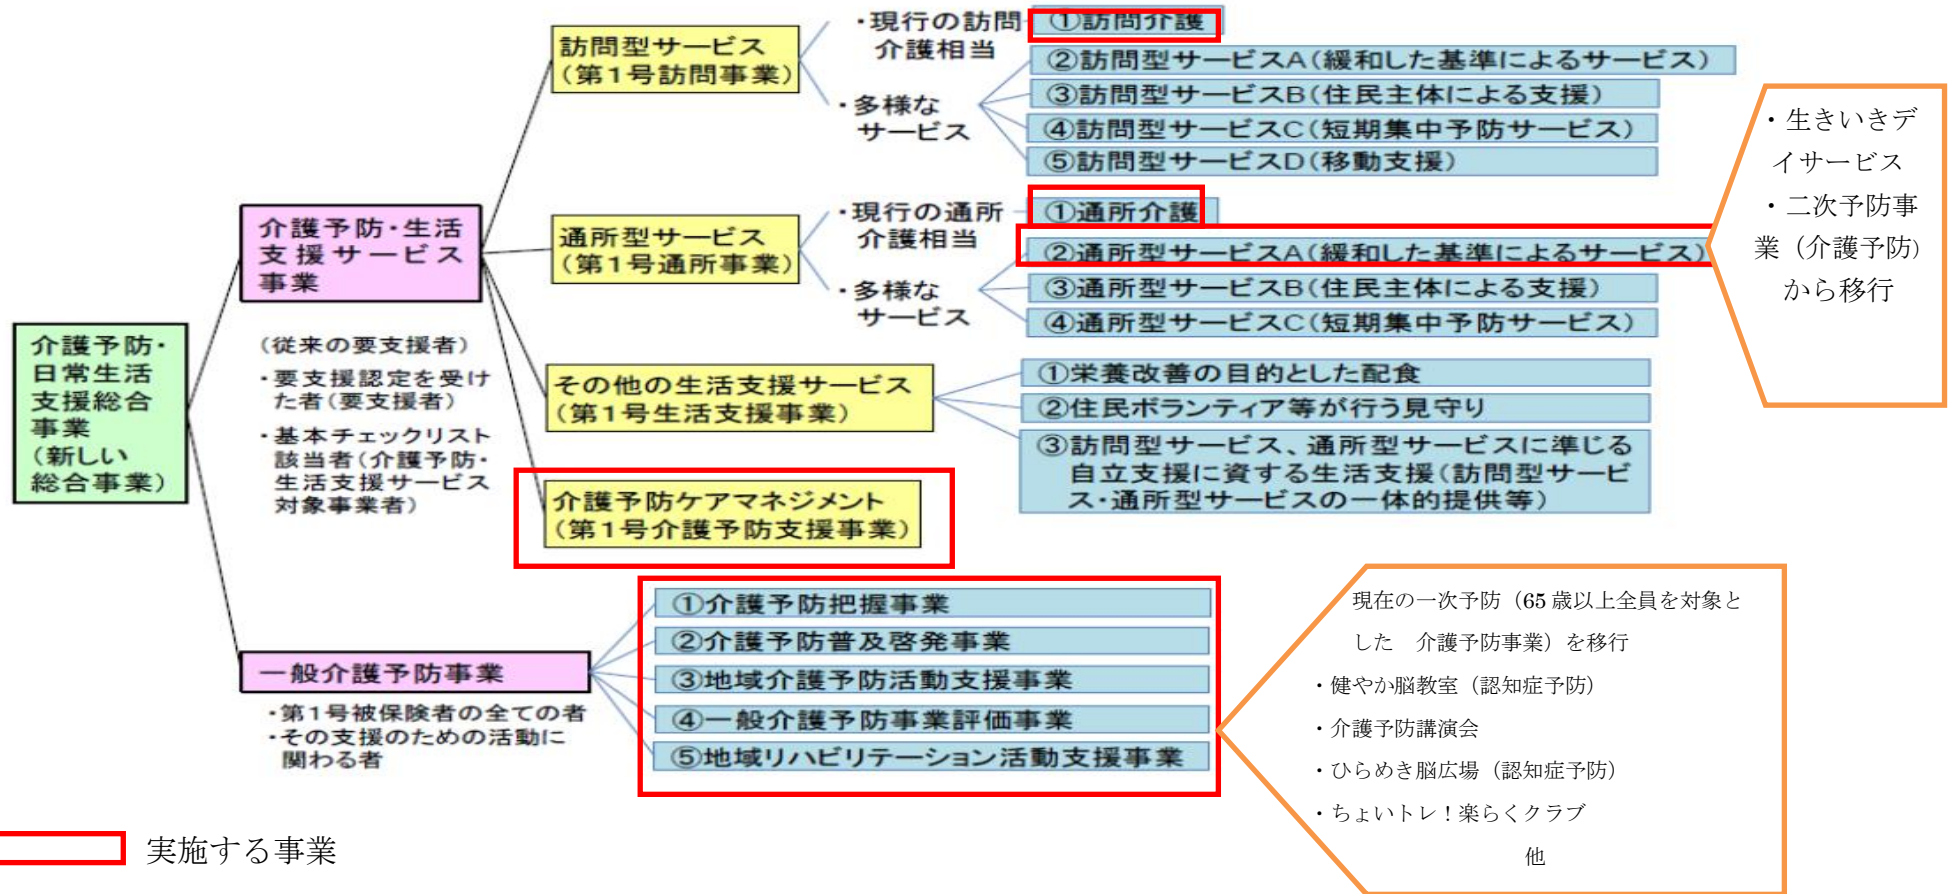 介護予防・
日常生活
支援総合
事業
(新しい
総合事業)
介護予防・生活
支援サービス
事業
(従来の要支援者)
・要支援認定を受け
た者(要支援者)
・基本チェックリスト
該当者(介護予防・
生活支援サービス
対象事業者)
訪問型サービス
(第1号訪問事業)
・現行の訪問
介護相当
①訪問介護
・多様な
サービス
②訪問型サービスA(緩和した基準によるサービス)
③訪問型サービスB(住民主体による支援)
④訪問型サービスC(短期集中予防サービス)
⑤訪問型サービスD(移動支援)
通所型サービス
(第1号通所事業)
・現行の通所
介護相当
①通所介護
・多様な
サービス
②通所型サービスA(緩和した基準によるサービス)
③通所型サービスB(住民主体による支援)
④通所型サービスC(短期集中予防サービス)
・生きいきデ
イサービス
・二次予防事
業（介護予防)
から移行
その他の生活支援サービス
(第1号生活支援事業)
①栄養改善の目的とした配食
②住民ボランティア等が行う見守り
③訪問型サービス、通所型サービスに準じる
自立支援に資する生活支援(訪問型サービ
ス・通所型サービスの一体的提供等)
介護予防ケアマネジメント
(第1号介護予防支援事業)
一般介護予防事業
・第1号被保険者の全ての者
・その支援のための活動に
関わる者
①介護予防把握事業
②介護予防普及啓発事業
③地域介護予防活動支援事業
④一般介護予防事業評価事業
⑤地域リハビリテーション活動支援事業
現在の一次予防（65歳以上全員を対象と
した　介護予防事業）を移行
・健やか脳教室（認知症予防）
・介護予防講演会
・ひらめき脳広場（認知症予防）
・ちょいトレ！楽らくクラブ
他
実施する事業